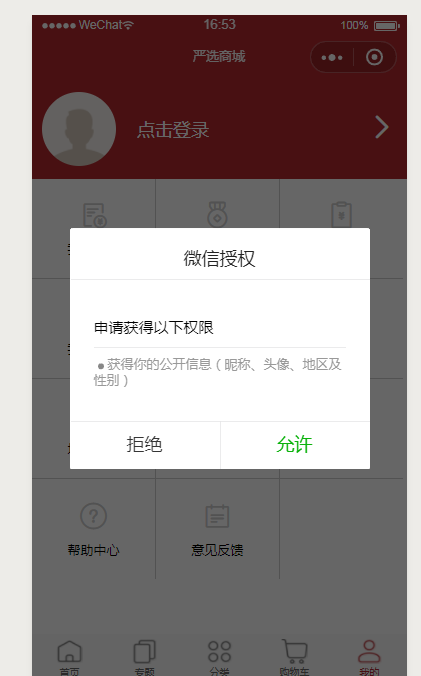 WeChat 16:53 100%
严选商城
点击登录
微信授权
申请获得以下权限
获得你的公开信息（昵称、头像、地区及
性别）
拒绝 允许
帮助中心 意见反馈
首页 专题 分类 购物车 我的